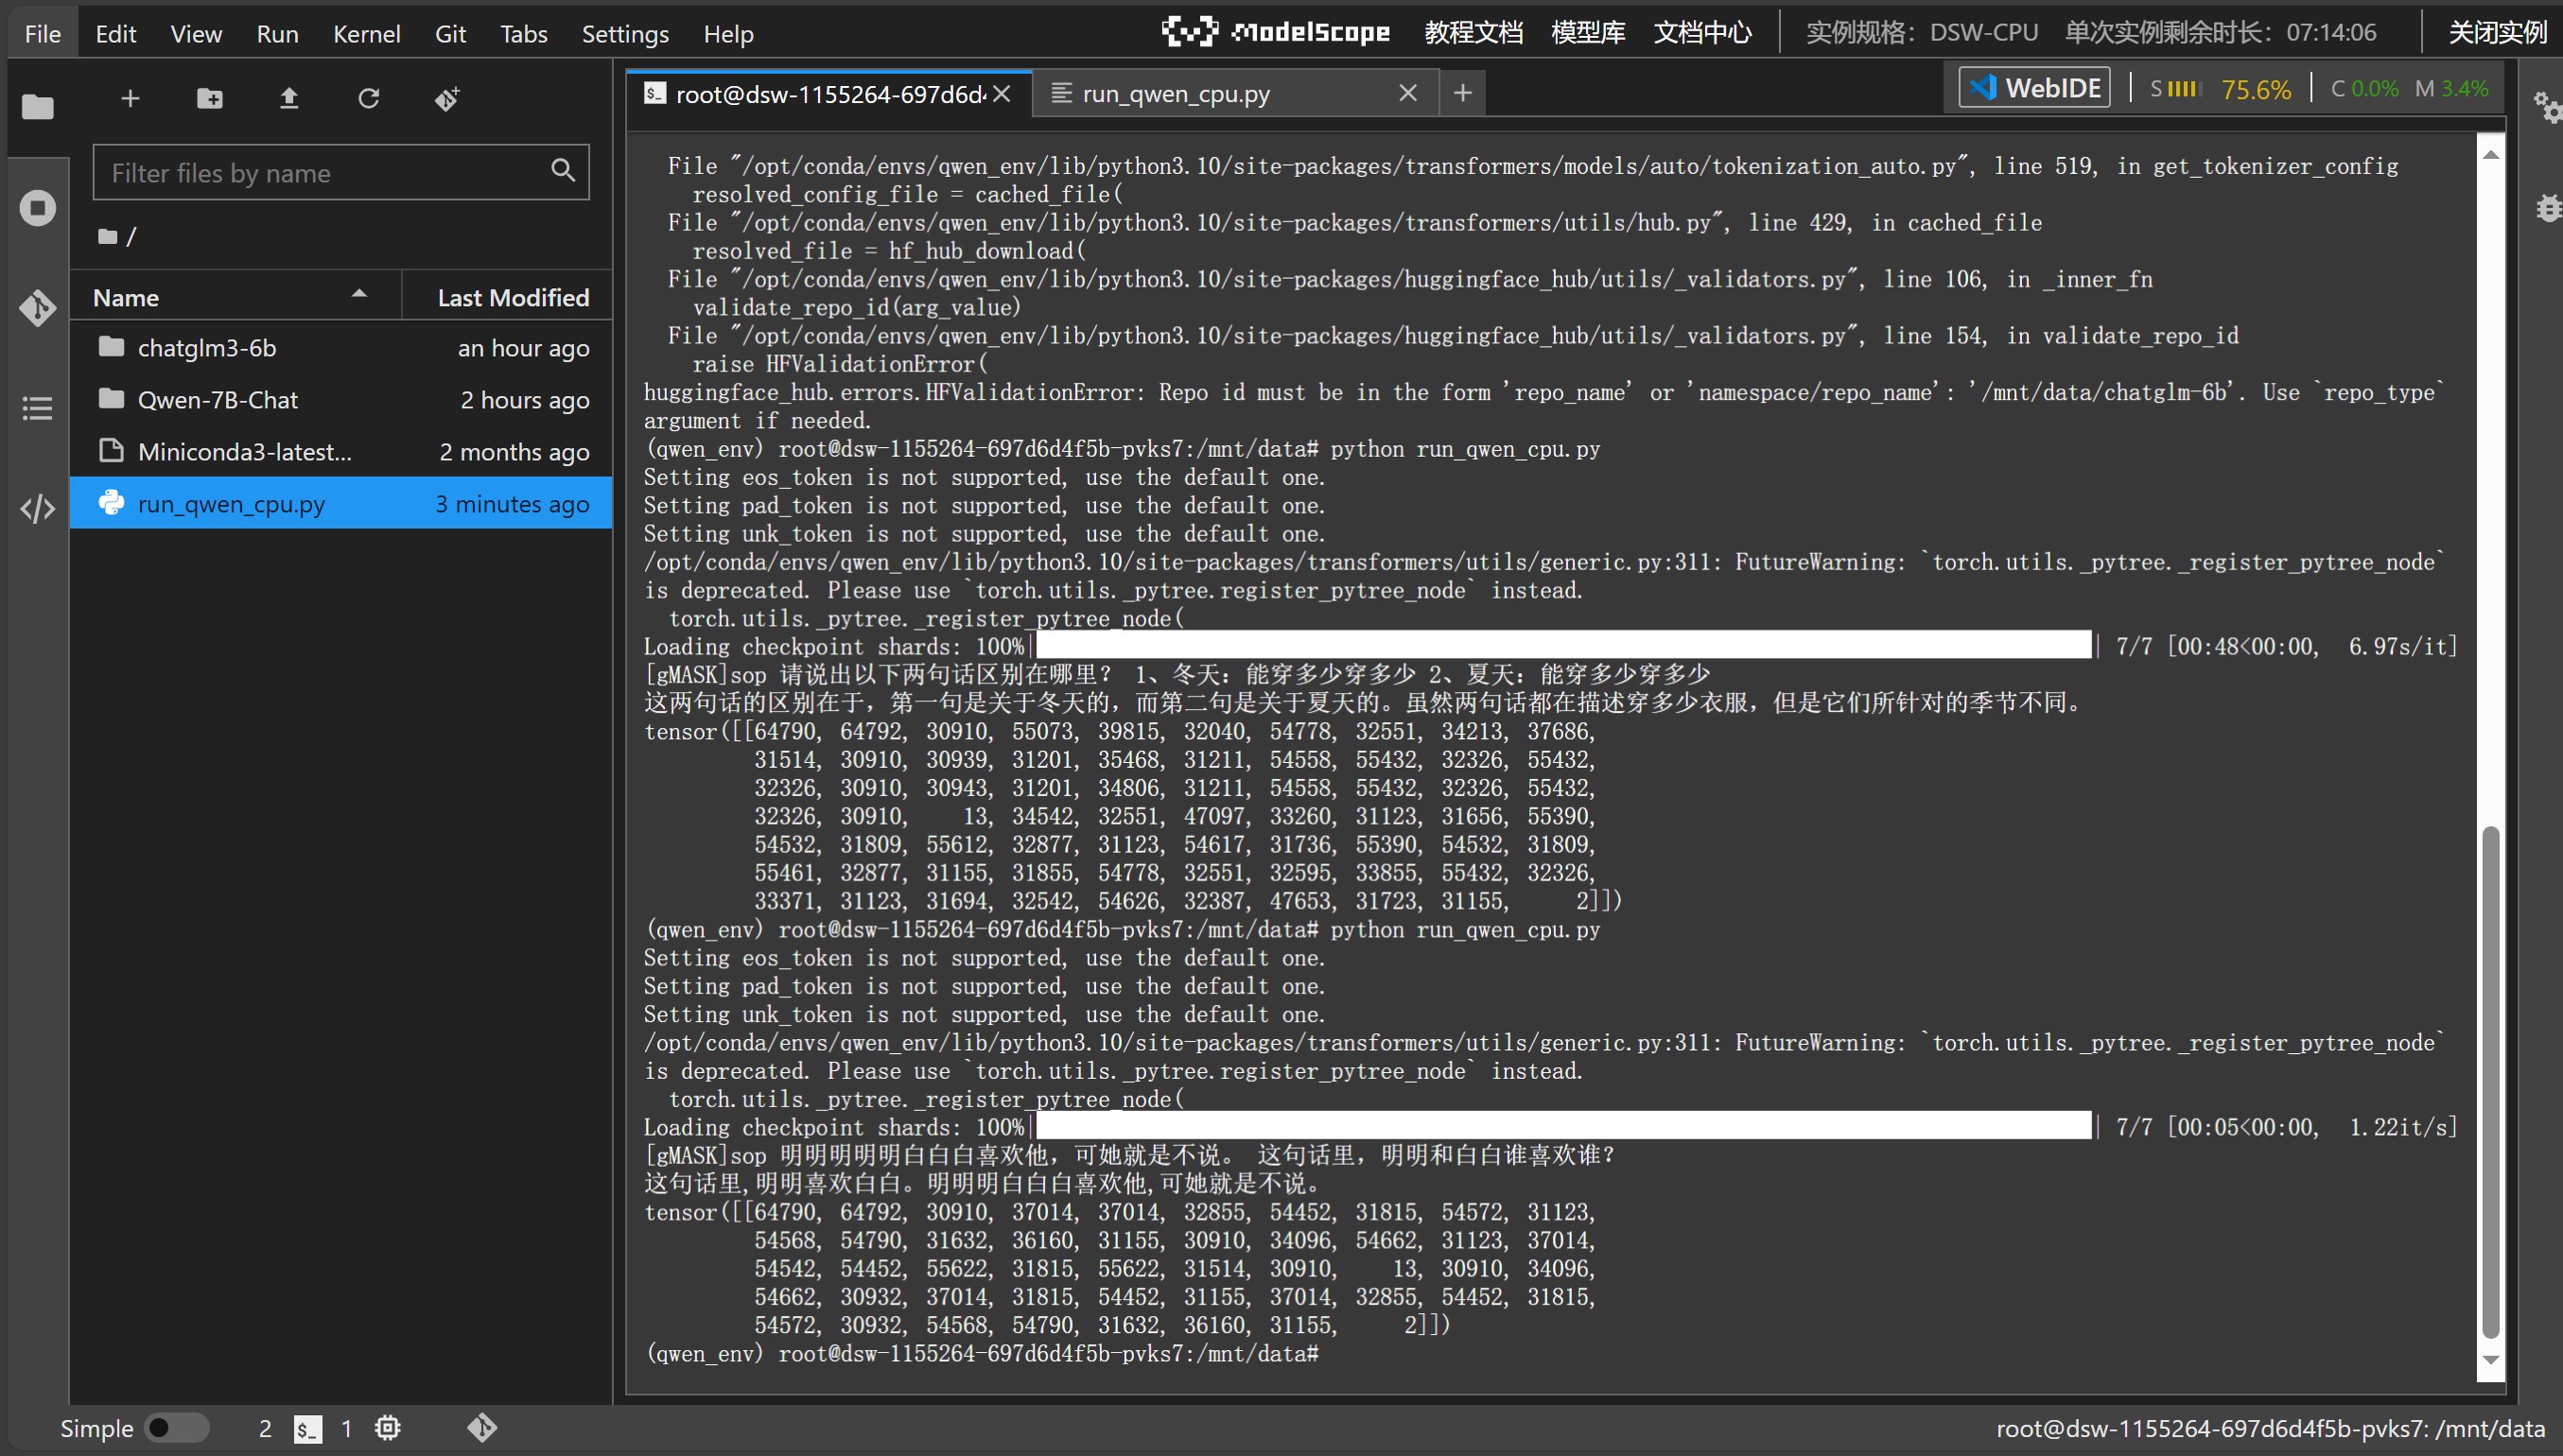 File Edit View Run Kernel Git Tabs Settings Help
ModelScope 教程文档 模型库 文档中心 实例规格：DSW-CPU 单次实例剩余时长：07:14:06 关闭实例
root@dsw-1155264-697d6d4 run_qwen_cpu.py
WebIDE S 75.6% C 0.0% M 3.4%
Filter files by name
/
Name Last Modified
chatglm3-6b an hour ago
Qwen-7B-Chat 2 hours ago
Miniconda3-latest... 2 months ago
run_qwen_cpu.py 3 minutes ago
File "/opt/conda/envs/qwen_env/lib/python3.10/site-packages/transformers/models/auto/tokenization_auto.py", line 519, in get_tokenizer_config
resolved_config_file = cached_file(
File "/opt/conda/envs/qwen_env/lib/python3.10/site-packages/transformers/utils/hub.py", line 429, in cached_file
resolved_file = hf_hub_download(
File "/opt/conda/envs/qwen_env/lib/python3.10/site-packages/huggingface_hub/utils/_validators.py", line 106, in _inner_fn
validate_repo_id(arg_value)
File "/opt/conda/envs/qwen_env/lib/python3.10/site-packages/huggingface_hub/utils/_validators.py", line 154, in validate_repo_id
raise HFValidationError(
huggingface_hub.errors.HFValidationError: Repo id must be in the form 'repo_name' or 'namespace/repo_name': '/mnt/data/chatglm-6b'. Use `repo_type`
argument if needed.
(qwen_env) root@dsw-1155264-697d6d4f5b-pvks7:/mnt/data# python run_qwen_cpu.py
Setting eos_token is not supported, use the default one.
Setting pad_token is not supported, use the default one.
Setting unk_token is not supported, use the default one.
/opt/conda/envs/qwen_env/lib/python3.10/site-packages/transformers/utils/generic.py:311: FutureWarning: `torch.utils._pytree._register_pytree_node`
is deprecated. Please use `torch.utils._pytree.register_pytree_node` instead.
torch.utils._pytree._register_pytree_node(
Loading checkpoint shards: 100%| | 7/7 [00:48<00:00, 6.97s/it]
[gMASK]sop 请说出以下两句话区别在哪里？ 1、冬天：能穿多少穿多少 2、夏天：能穿多少穿多少
这两句话的区别在于，第一句是关于冬天的，而第二句是关于夏天的。虽然两句话都在描述穿多少衣服，但是它们所针对的季节不同。
tensor([[64790, 64792, 30910, 55073, 39815, 32040, 54778, 32551, 34213, 37686,
31514, 30910, 30939, 31201, 35468, 31211, 54558, 55432, 32326, 55432,
32326, 30910, 30943, 31201, 34806, 31211, 54558, 55432, 32326, 55432,
32326, 30910, 13, 34542, 32551, 47097, 33260, 31123, 31656, 55390,
54532, 31809, 55612, 32877, 31123, 54617, 31736, 55390, 54532, 31809,
55461, 32877, 31155, 31855, 54778, 32551, 32595, 33855, 55432, 32326,
33371, 31123, 31694, 32542, 54626, 32387, 47653, 31723, 31155, 2]])
(qwen_env) root@dsw-1155264-697d6d4f5b-pvks7:/mnt/data# python run_qwen_cpu.py
Setting eos_token is not supported, use the default one.
Setting pad_token is not supported, use the default one.
Setting unk_token is not supported, use the default one.
/opt/conda/envs/qwen_env/lib/python3.10/site-packages/transformers/utils/generic.py:311: FutureWarning: `torch.utils._pytree._register_pytree_node`
is deprecated. Please use `torch.utils._pytree.register_pytree_node` instead.
torch.utils._pytree._register_pytree_node(
Loading checkpoint shards: 100%| | 7/7 [00:05<00:00, 1.22it/s]
[gMASK]sop 明明明明明白白白喜欢他，可她就是不说。 这句话里，明明和白白谁喜欢谁？
这句话里,明明喜欢白白。明明明白白白喜欢他,可她就是不说。
tensor([[64790, 64792, 30910, 37014, 37014, 32855, 54452, 31815, 54572, 31123,
54568, 54790, 31632, 36160, 31155, 30910, 34096, 54662, 31123, 37014,
54542, 54452, 55622, 31815, 55622, 31514, 30910, 13, 30910, 34096,
54662, 30932, 37014, 31815, 54452, 31155, 37014, 32855, 54452, 31815,
54572, 30932, 54568, 54790, 31632, 36160, 31155, 2]])
(qwen_env) root@dsw-1155264-697d6d4f5b-pvks7:/mnt/data#
Simple 2 $_ 1 root@dsw-1155264-697d6d4f5b-pvks7: /mnt/data